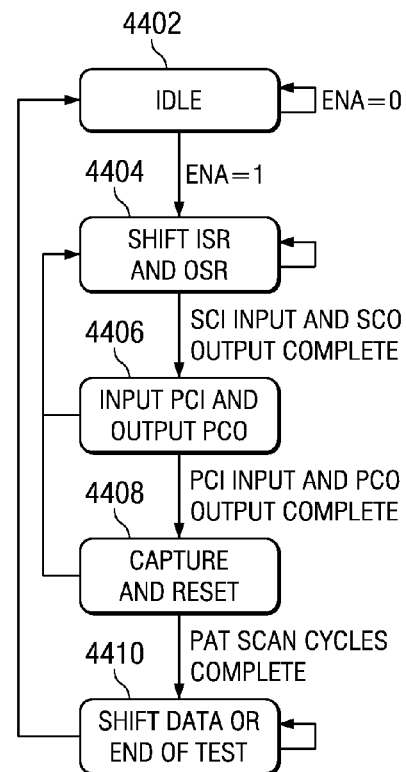 4402
IDLE
ENA=0
ENA=1
4404
SHIFT ISR
AND OSR
SCI INPUT AND SCO
OUTPUT COMPLETE
4406
INPUT PCI AND
OUTPUT PCO
PCI INPUT AND PCO
OUTPUT COMPLETE
4408
CAPTURE
AND RESET
PAT SCAN CYCLES
COMPLETE
4410
SHIFT DATA OR
END OF TEST